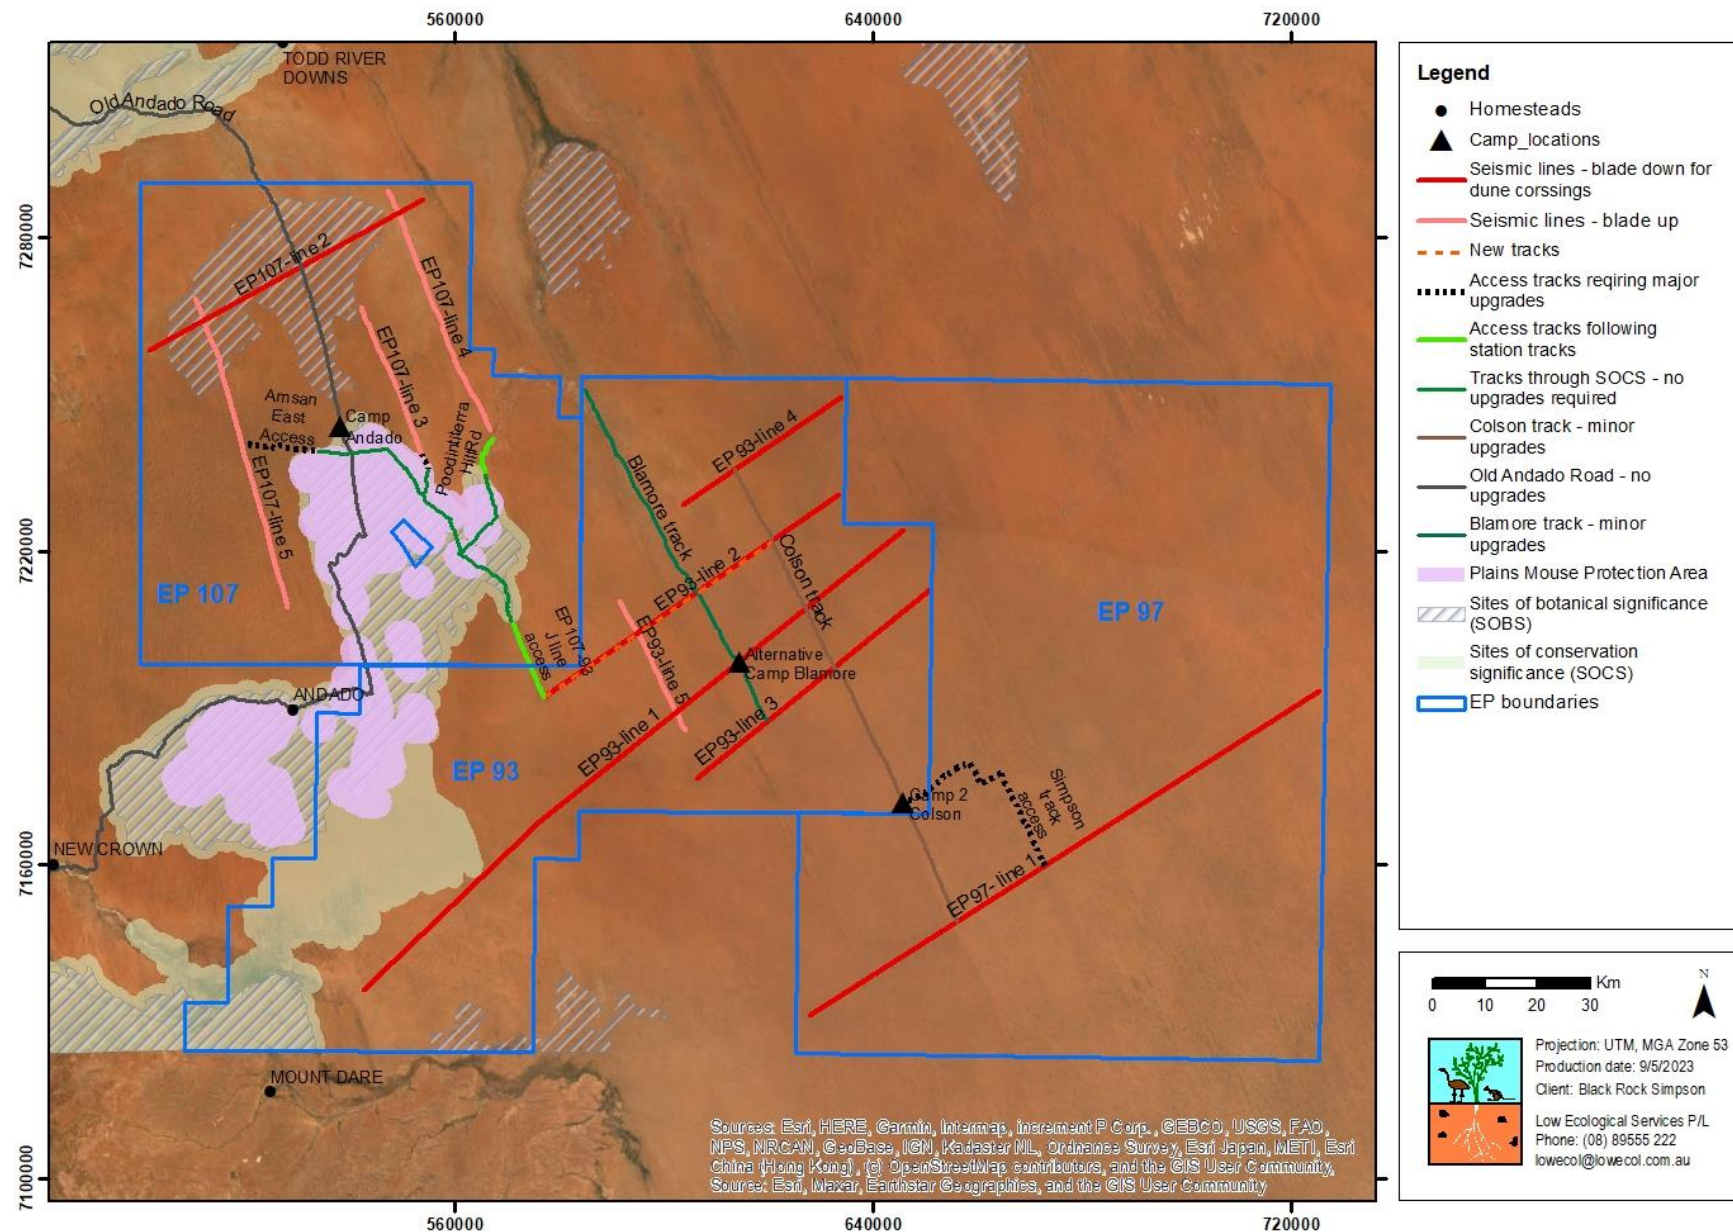 560000
640000
720000
7280000
7220000
7160000
7100000
560000
640000
720000
TODD RIVER
DOWNS
Old Andado Road
EP107-line 2
EP107-line 4
EP107-line 3
Amsan
East
Access
Camp
Andado
Poodintiterra
Hill Rd
EP107-line 5
EP 107
Blamore track
EP93-line 4
EP93-line 2
Colson track
EP107-93
J line
access
EP93-line 5
Alternative
Camp Blamore
EP93-line 3
EP93-line 1
EP 97
ANDADO
EP 93
Camp 2
Colson
Simpson
track
access
EP97- line 1
NEW CROWN
MOUNT DARE
Sources: Esri, HERE, Garmin, Intermap, increment P Corp., GEBCO, USGS, FAO,
NPS, NRCAN, GeoBase, IGN, Kadaster NL, Ordnance Survey, Esri Japan, METI, Esri
China (Hong Kong), (c) OpenStreetMap contributors, and the GIS User Community,
Source: Esri, Maxar, Earthstar Geographics, and the GIS User Community
Legend
Homesteads
Camp_locations
Seismic lines - blade down for
dune corssings
Seismic lines - blade up
New tracks
Access tracks reqiring major
upgrades
Access tracks following
station tracks
Tracks through SOCS - no
upgrades required
Colson track - minor
upgrades
Old Andado Road - no
upgrades
Blamore track - minor
upgrades
Plains Mouse Protection Area
Sites of botanical significance
(SOBS)
Sites of conservation
significance (SOCS)
EP boundaries
Km
0 10 20 30
N
Projection: UTM, MGA Zone 53
Production date: 9/5/2023
Client: Black Rock Simpson
Low Ecological Services P/L
Phone: (08) 89555 222
lowecol@lowecol.com.au